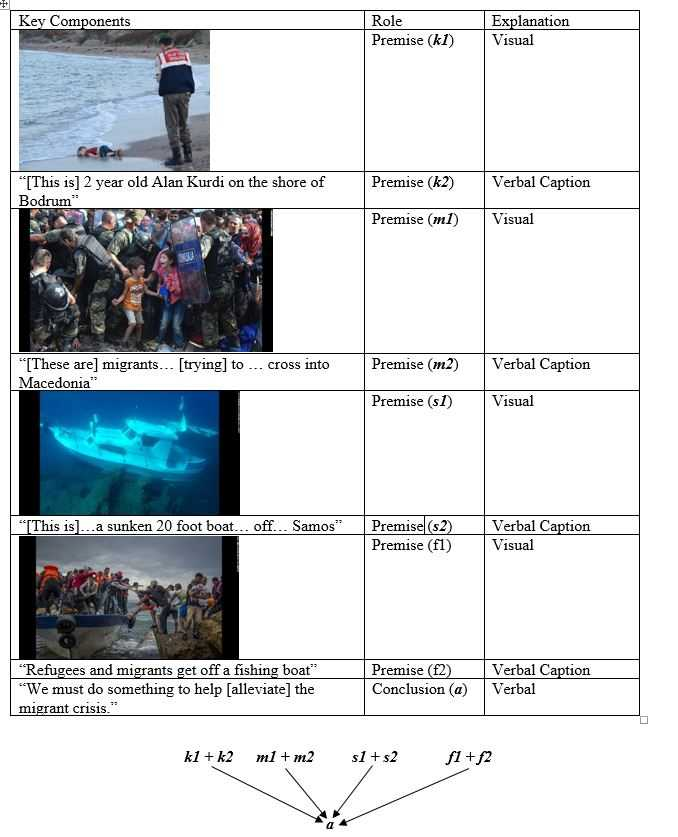 Key Components Role Explanation
Premise (k1) Visual
“[This is] 2 year old Alan Kurdi on the shore of Premise (k2) Verbal Caption
Bodrum”
Premise (m1) Visual
“[These are] migrants… [trying] to … cross into Premise (m2) Verbal Caption
Macedonia”
Premise (s1) Visual
“[This is]…a sunken 20 foot boat… off… Samos” Premise (s2) Verbal Caption
Premise (f1) Visual
“Refugees and migrants get off a fishing boat” Premise (f2) Verbal Caption
“We must do something to help [alleviate] the Conclusion (a) Verbal
migrant crisis.”
k1 + k2 m1 + m2 s1 + s2 f1 + f2
a